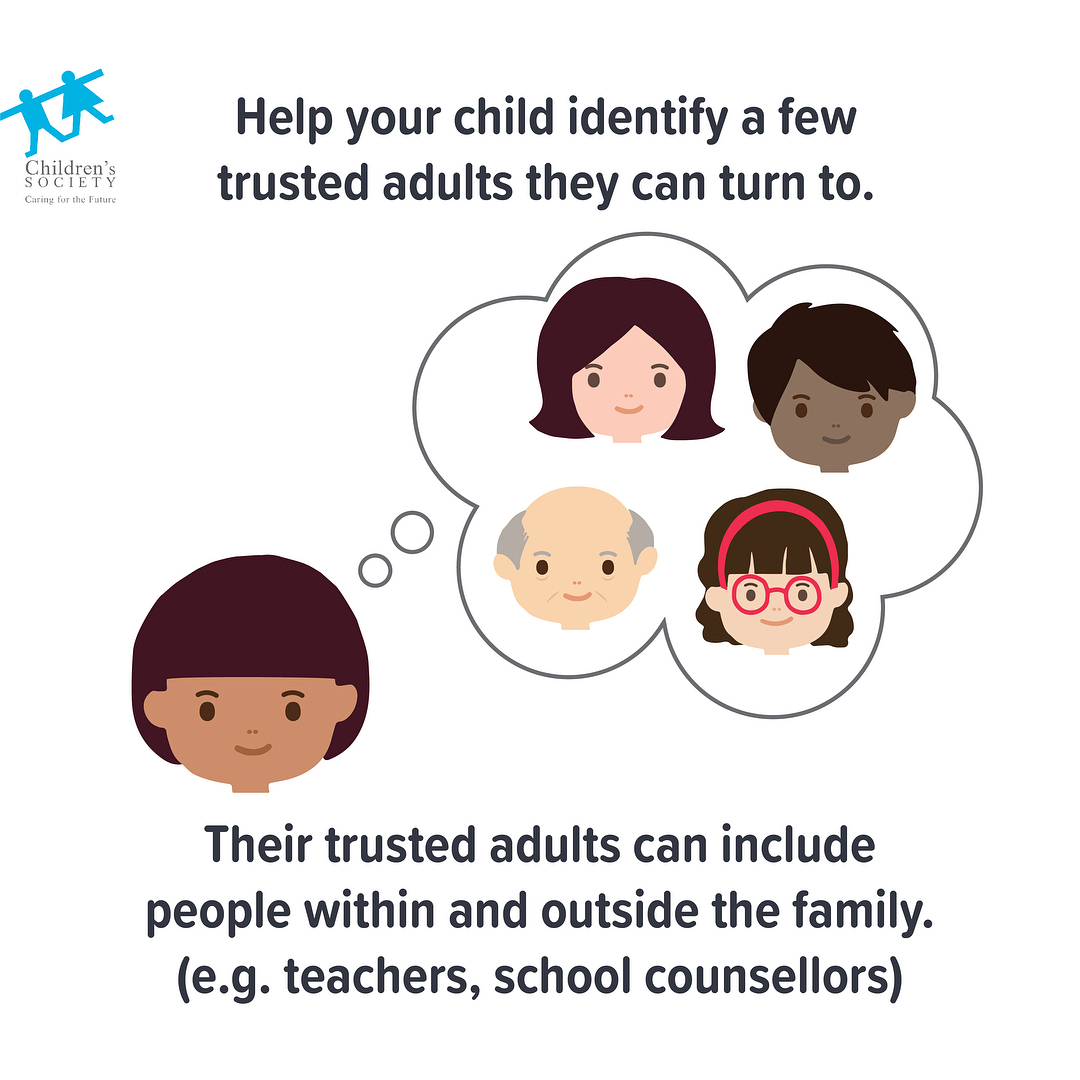 Children's
SOCIETY
Caring for the Future
Help your child identify a few
trusted adults they can turn to.
Their trusted adults can include
people within and outside the family.
(e.g. teachers, school counsellors)